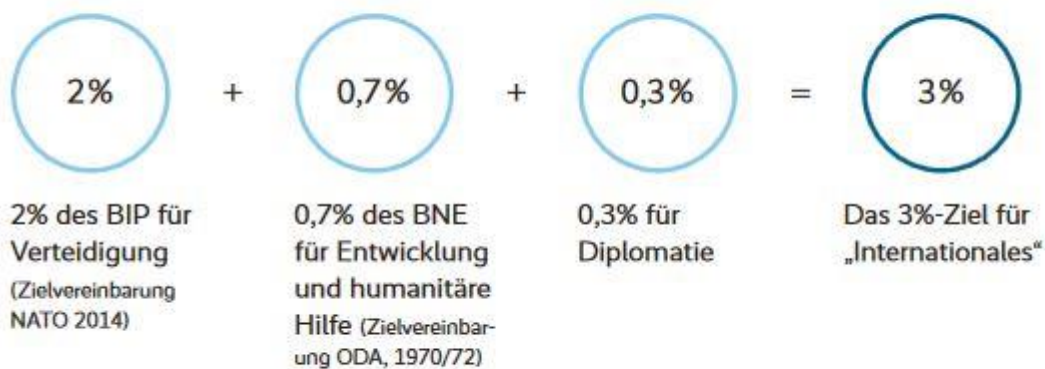 2% + 0,7% + 0,3% = 3%
2% des BIP für
Verteidigung
(Zielvereinbarung
NATO 2014)
0,7% des BNE
für Entwicklung
und humanitäre
Hilfe (Zielvereinbar-
ung ODA, 1970/72)
0,3% für
Diplomatie
Das 3%-Ziel für
„Internationales“